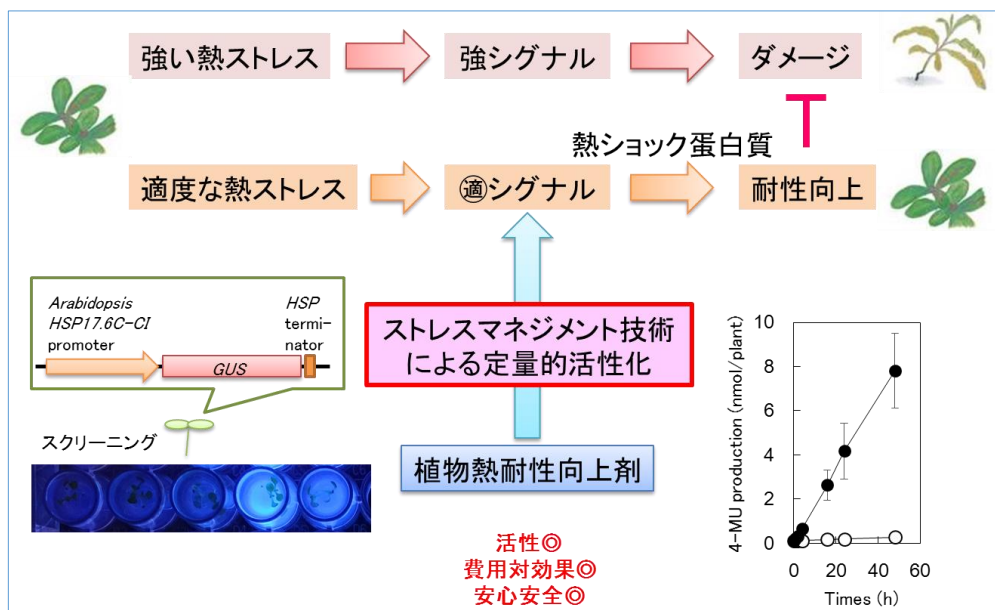 強い熱ストレス
強シグナル
ダメージ
熱ショック蛋白質
適度な熱ストレス
㊜シグナル
耐性向上
Arabidopsis
HSP17.6C-CI
promoter
HSP
termi-
nator
GUS
スクリーニング
ストレスマネジメント技術
による定量的活性化
植物熱耐性向上剤
活性◎
費用対効果◎
安心安全◎
4-MU production (nmol/plant)
10
8
6
4
2
0
0 20 40 60
Times (h)